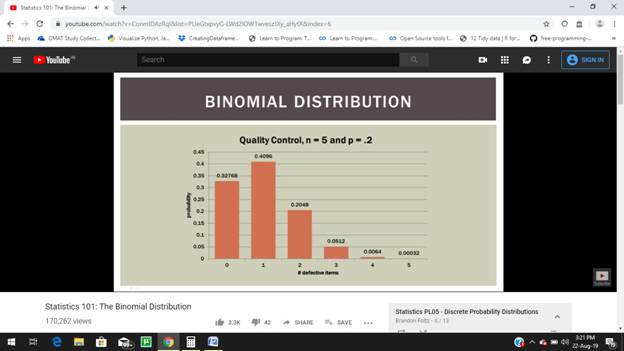 Statistics 101: The Binomial
youtube.com/watch?v=ConmIDAzRqI&list=PLIeGtxpvyG-LWd2IOW1wveszJXy_aHytX&index=6
Apps
GMAT Study Collect...
Python
Visualize Python, Ja...
CreatingDataframe...
Learn to Program: T...
Learn to Program:...
Open Source tools f...
12 Tidy data | R for...
free-programming-...
YouTube
Search
SIGN IN
BINOMIAL DISTRIBUTION
Quality Control, n = 5 and p = .2
probability
0.45
0.4
0.35
0.3
0.25
0.2
0.15
0.1
0.05
0
0.32768
0.4096
0.2048
0.0512
0.0064
0.00032
0 1 2 3 4 5
# defective items
Statistics 101: The Binomial Distribution
170,262 views
3.3K
42
SHARE
SAVE
Statistics PL05 - Discrete Probability Distributions
Brandon Foltz - 6 / 13
3:21 PM
22-Aug-19